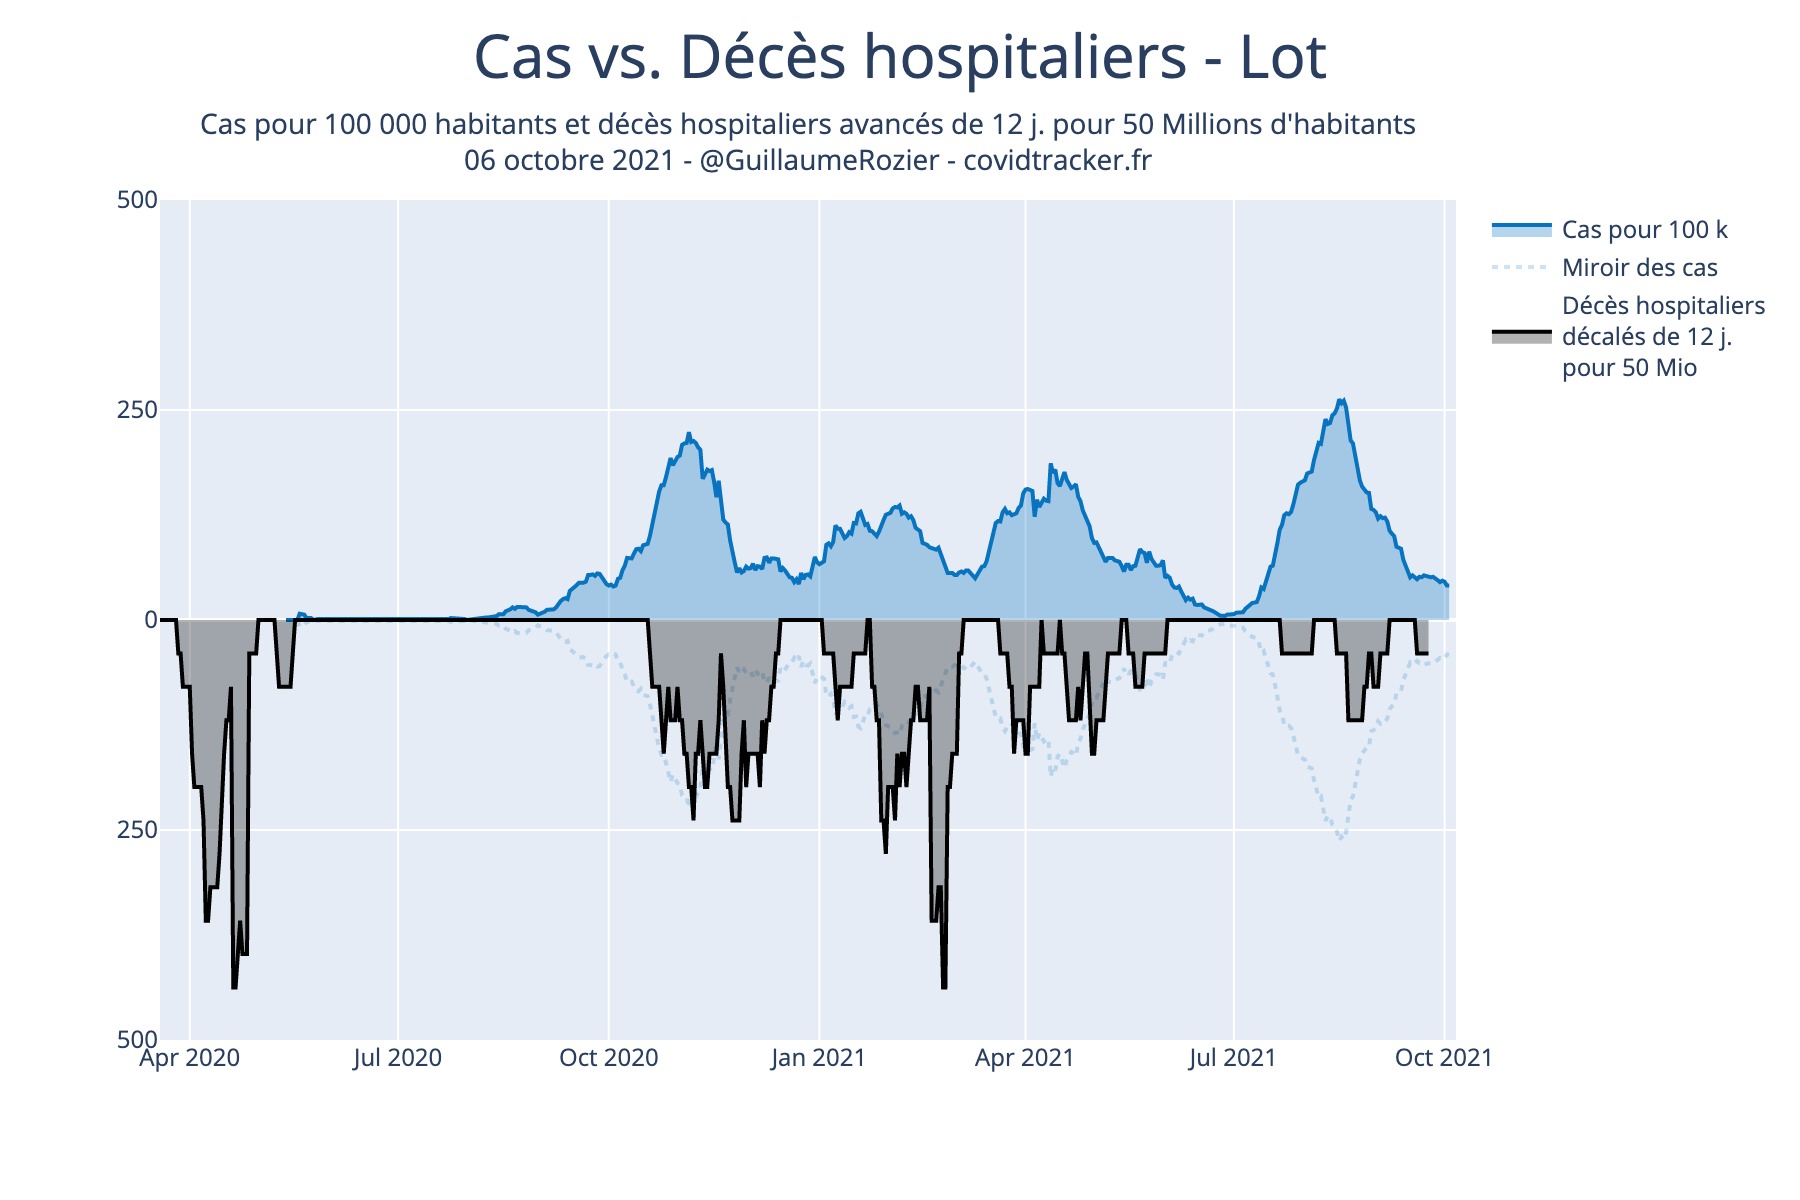 Cas vs. Décès hospitaliers - Lot
Cas pour 100 000 habitants et décès hospitaliers avancés de 12 j. pour 50 Millions d'habitants
06 octobre 2021 - @GuillaumeRozier - covidtracker.fr
500
250
0
250
500
Apr 2020
Jul 2020
Oct 2020
Jan 2021
Apr 2021
Jul 2021
Oct 2021
Cas pour 100 k
Miroir des cas
Décès hospitaliers
décalés de 12 j.
pour 50 Mio